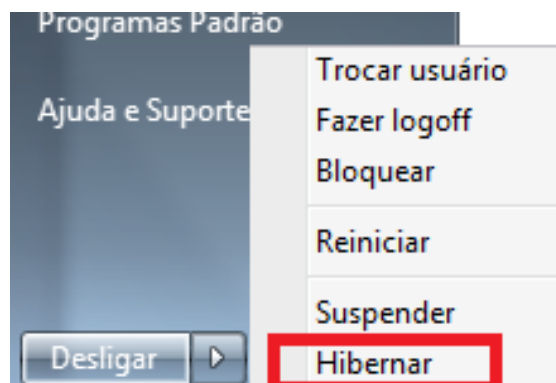 Programas Padrão
Ajuda e Suporte
Desligar
Trocar usuário
Fazer logoff
Bloquear
Reiniciar
Suspender
Hibernar